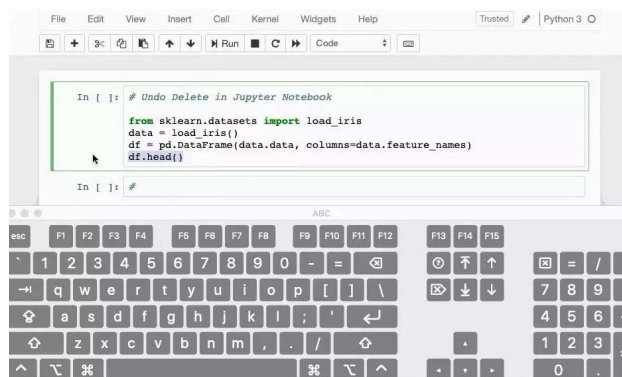 File Edit View Insert Cell Kernel Widgets Help Trusted Python 3
Run Code
In [ ]: # Undo Delete in Jupyter Notebook
from sklearn.datasets import load_iris
data = load_iris()
df = pd.DataFrame(data.data, columns=data.feature_names)
df.head()
In [ ]: #
ABC
esc F1 F2 F3 F4 F5 F6 F7 F8 F9 F10 F11 F12 F13 F14 F15
` 1 2 3 4 5 6 7 8 9 0 - = = /
q w e r t y u i o p [ ] \ 7 8 9
a s d f g h j k l ; ' 4 5 6
z x c v b n m , . / 1 2 3
0 .